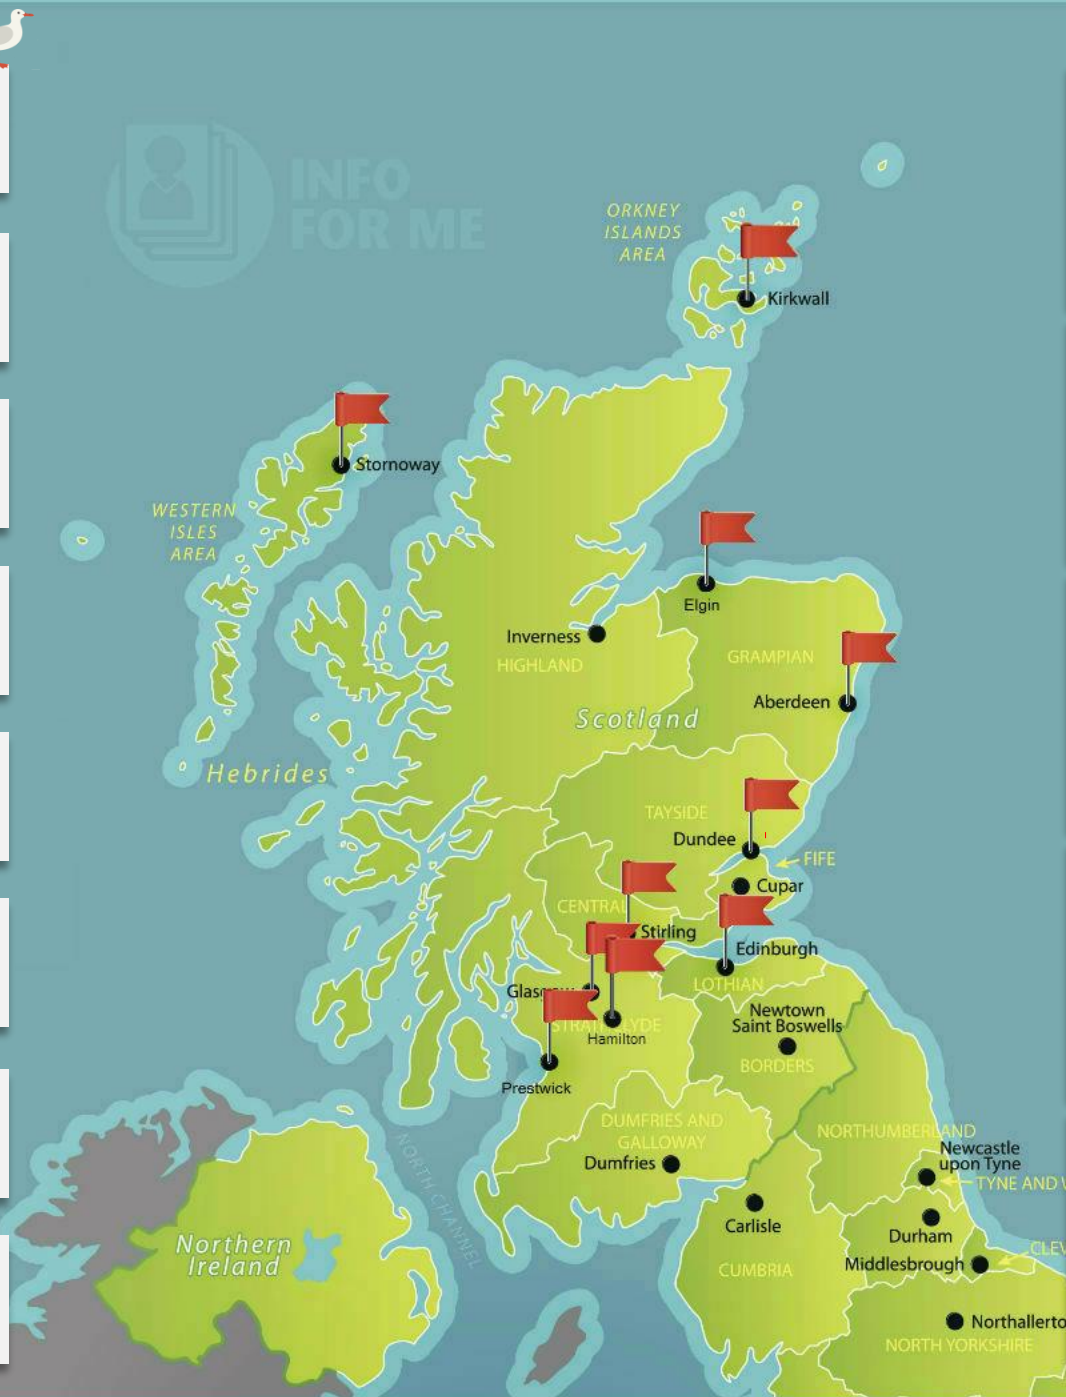 INFO
FOR ME
ORKNEY
ISLANDS
AREA
Kirkwall
Stornoway
WESTERN
ISLES
AREA
Elgin
Inverness
HIGHLAND
GRAMPIAN
Aberdeen
Scotland
Hebrides
TAYSIDE
Dundee
FIFE
Cupar
CENTRAL
Stirling
Edinburgh
LOTHIAN
Newtown
Saint Boswells
Hamilton
BORDERS
Prestwick
DUMFRIES AND
GALLOWAY
Dumfries
NORTHUMBERLAND
Newcastle
upon Tyne
TYNE AND
NORTH CHANNEL
Carlisle
Durham
Northern
Ireland
Middlesbrough
CUMBRIA
NORTH YORKSHIRE